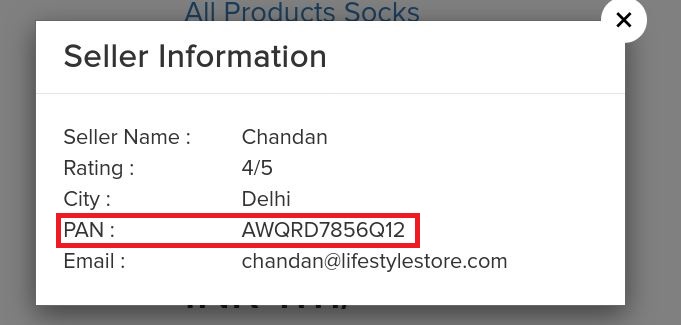 All Products Socks
Seller Information
Seller Name : Chandan
Rating : 4/5
City : Delhi
PAN : AWQRD7856Q12
Email : chandan@lifestylestore.com